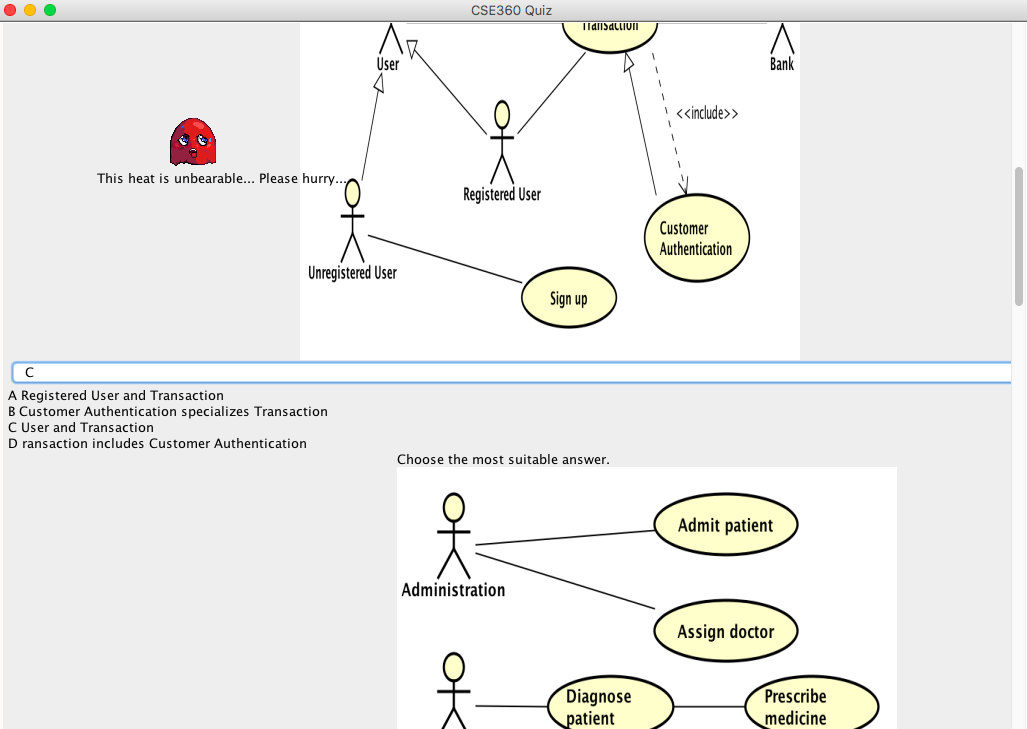 CSE360 Quiz
Transaction
User
Bank
<<include>>
This heat is unbearable... Please hurry...
Registered User
Customer
Authentication
Unregistered User
Sign up
C
A Registered User and Transaction
B Customer Authentication specializes Transaction
C User and Transaction
D ransaction includes Customer Authentication
Choose the most suitable answer.
Admit patient
Administration
Assign doctor
Diagnose
patient
Prescribe
medicine